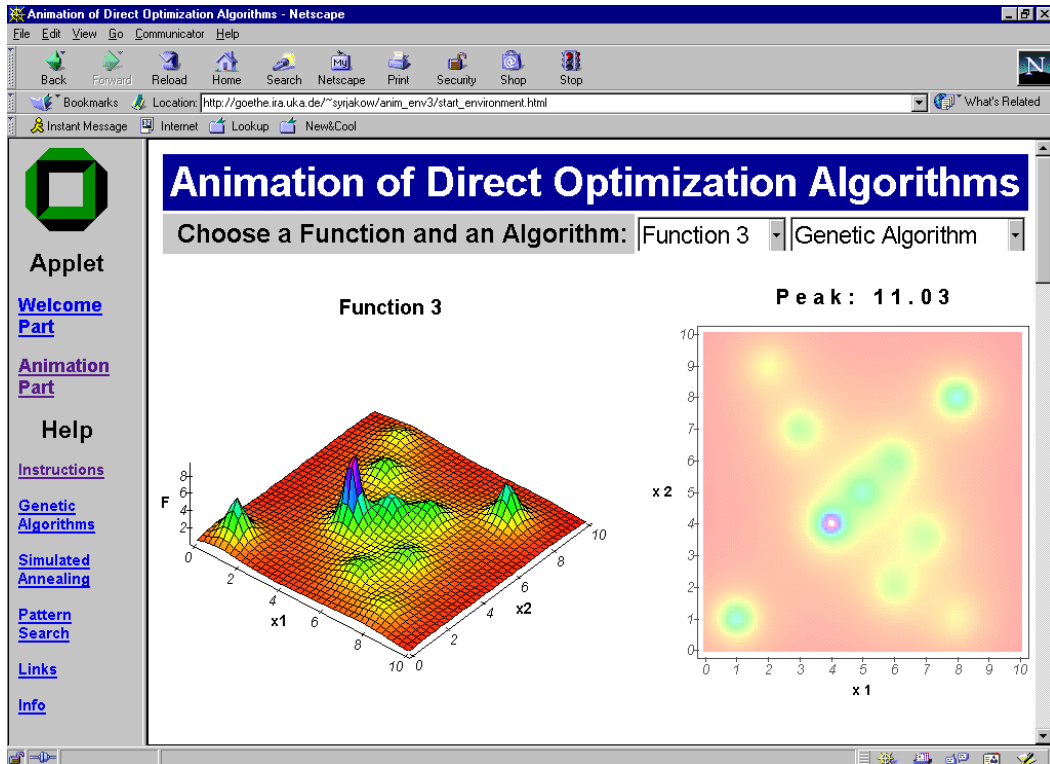 Animation of Direct Optimization Algorithms - Netscape
File Edit View Go Communicator Help
My
Back Forward Reload Home Search Netscape Print Security Shop Stop
N
Bookmarks Location: http://goethe.ira.uka.de/~syrjakow/anim_env3/start_environment.html What's Related
Instant Message Internet Lookup New&Cool
Applet
Welcome
Part
Animation
Part
Help
Instructions
Genetic
Algorithms
Simulated
Annealing
Pattern
Search
Links
Info
Animation of Direct Optimization Algorithms
Choose a Function and an Algorithm: Function 3 Genetic Algorithm
Function 3
F
8
6
4
2
0
2
4
6
8
10
x1
0
2
4
6
8
10
x2
Peak: 11.03
10
9
8
7
6
5
4
3
2
1
0
x 2
0 1 2 3 4 5 6 7 8 9 10
x 1